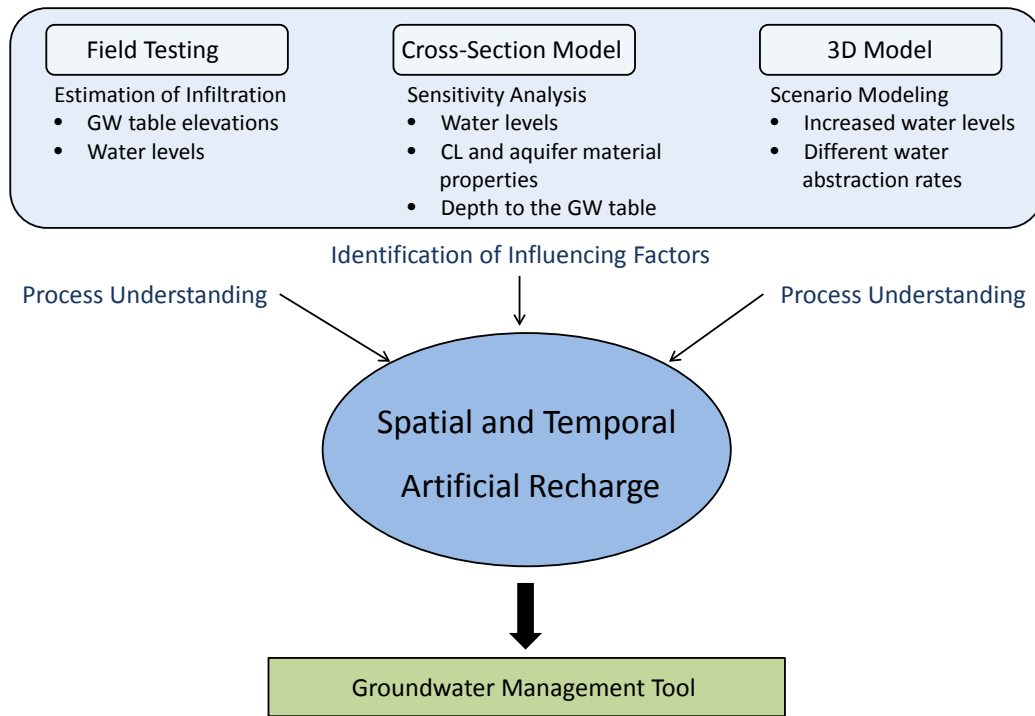 Field Testing
Estimation of Infiltration
• GW table elevations
• Water levels
Cross-Section Model
Sensitivity Analysis
• Water levels
• CL and aquifer material
properties
• Depth to the GW table
3D Model
Scenario Modeling
• Increased water levels
• Different water
abstraction rates
Identification of Influencing Factors
Process Understanding
Process Understanding
Spatial and Temporal
Artificial Recharge
Groundwater Management Tool